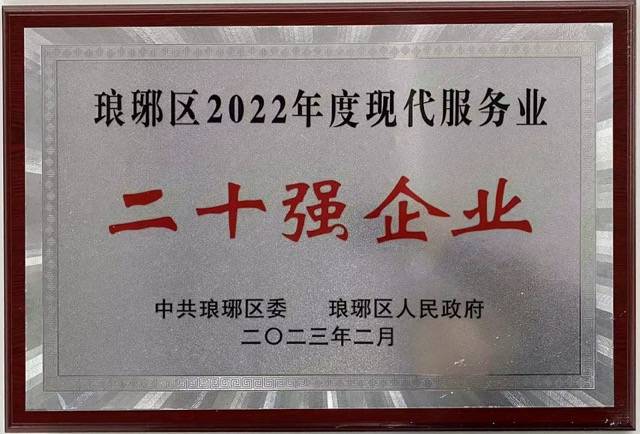 琅琊区2022年度现代服务业
二十强企业
中共琅琊区委 琅琊区人民政府
二〇二三年二月